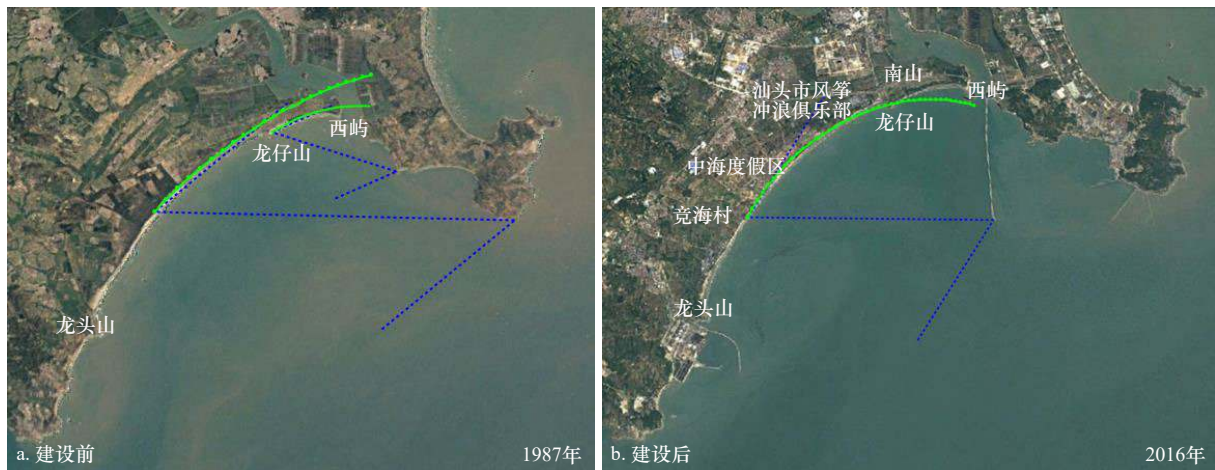 西屿
龙仔山
龙头山
a. 建设前
1987年
南山
汕头市风筝
冲浪俱乐部
西屿
龙仔山
中海度假区
竞海村
龙头山
b. 建设后
2016年